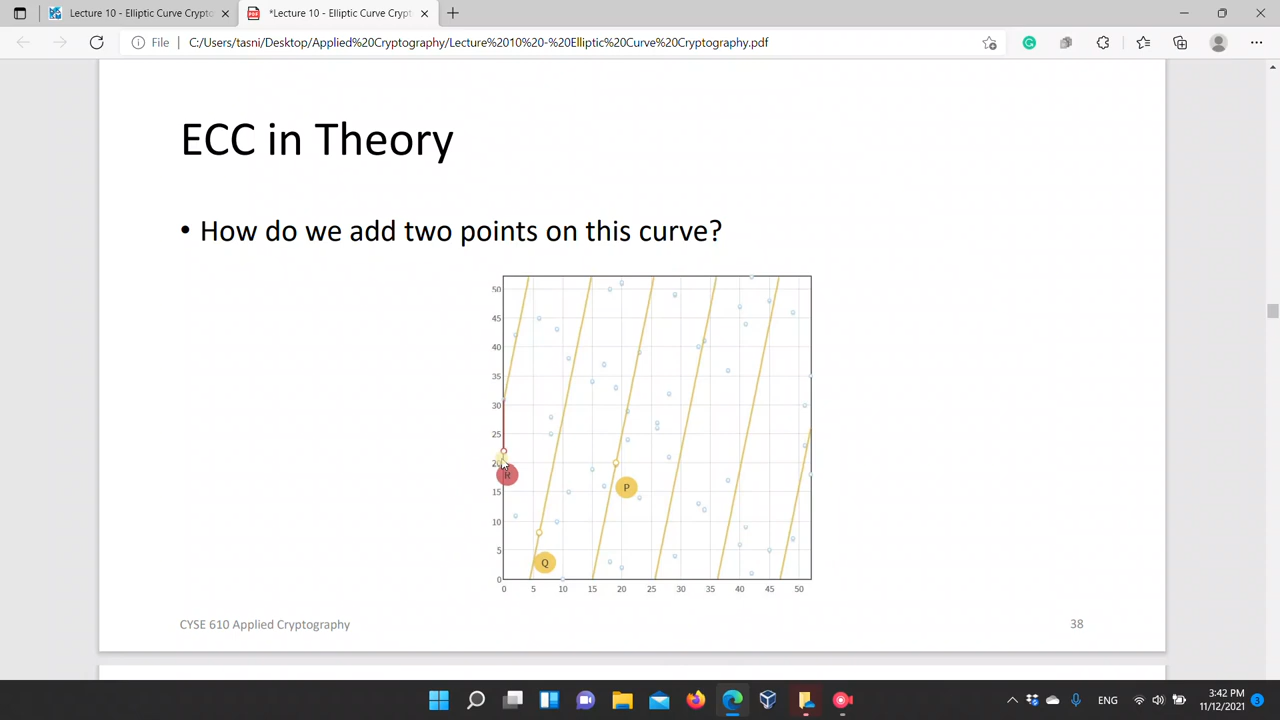 Lecture 10 - Elliptic Curve Crypto
*Lecture 10 - Elliptic Curve Crypt
File
C:/Users/tasni/Desktop/Applied%20Cryptography/Lecture%2010%20-%20Elliptic%20Curve%20Cryptography.pdf
ECC in Theory
• How do we add two points on this curve?
50
45
40
35
30
25
20
15
10
5
0
R
P
Q
0 5 10 15 20 25 30 35 40 45 50
CYSE 610 Applied Cryptography
38
ENG
3:42 PM
11/12/2021
3